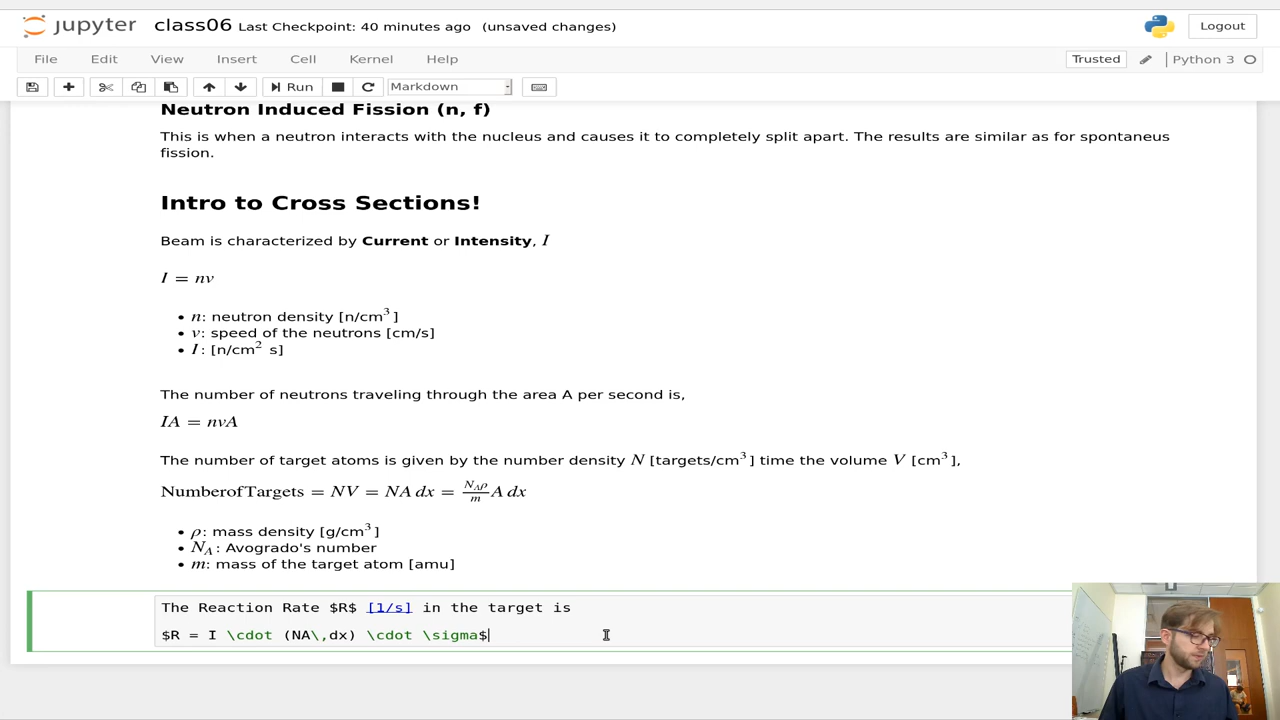 jupyter class06 Last Checkpoint: 40 minutes ago (unsaved changes) Logout
File Edit View Insert Cell Kernel Help Trusted Python 3
Run Markdown
Neutron Induced Fission (n, f)
This is when a neutron interacts with the nucleus and causes it to completely split apart. The results are similar as for spontaneus
fission.
Intro to Cross Sections!
Beam is characterized by Current or Intensity, I
I = nv
• n: neutron density [n/cm³]
• v: speed of the neutrons [cm/s]
• I: [n/cm² s]
The number of neutrons traveling through the area A per second is,
IA = nvA
The number of target atoms is given by the number density N [targets/cm³] time the volume V [cm³],
NumberofTargets = NV = NA dx = \frac{N_Aρ}{m} A dx
• ρ: mass density [g/cm³]
• N_A: Avogrado's number
• m: mass of the target atom [amu]
The Reaction Rate $R$ [1/s] in the target is
$R = I \cdot (NA\,dx) \cdot \sigma$